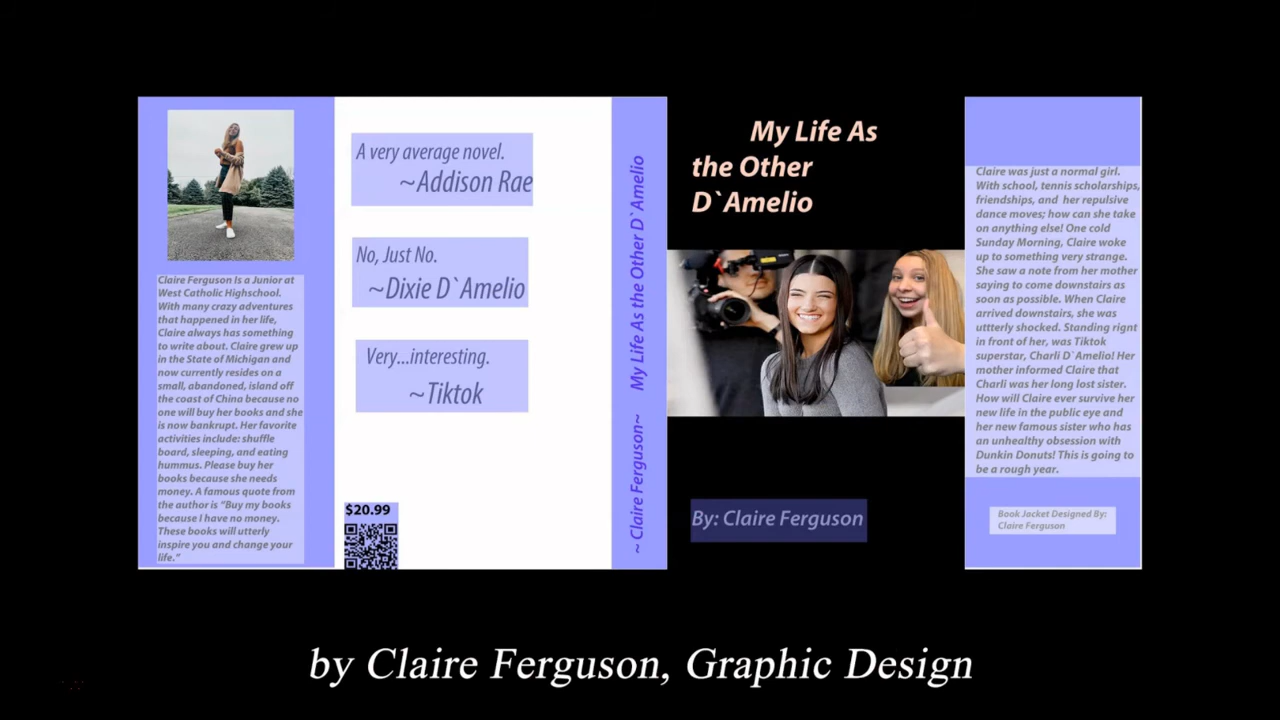 Claire Ferguson Is a Junior at
West Catholic Highschool.
With many crazy adventures
that happened in her life,
Claire always has something
to write about. Claire grew up
in the State of Michigan and
now currently resides on a
small, abandoned, island off
the coast of China because no
one will buy her books and she
is now bankrupt. Her favorite
activities include: shuffle
board, sleeping, and eating
hummus. Please buy her
books because she needs
money. A famous quote from
the author is "Buy my books
because I have no money.
These books will utterly
inspire you and change your
life."
A very average novel.
~Addison Rae
No, Just No.
~Dixie D`Amelio
Very...interesting.
~Tiktok
$20.99
~ Claire Ferguson~ My Life As the Other D`Amelio
My Life As
the Other
D`Amelio
By: Claire Ferguson
Claire was just a normal girl.
With school, tennis scholarships,
friendships, and her repulsive
dance moves; how can she take
on anything else! One cold
Sunday Morning, Claire woke
up to something very strange.
She saw a note from her mother
saying to come downstairs as
soon as possible. When Claire
arrived downstairs, she was
uttterly shocked. Standing rignt
in front of her, was Tiktok
superstar, Charli D`Amelio! Her
mother informed Claire that
Charli was her long lost sister.
How will Claire ever survive her
new life in the public eye and
her new famous sister who has
an unhealthy obsession with
Dunkin Donuts! This is going to
be a rough year.
Book Jacket Designed By:
Claire Ferguson
by Claire Ferguson, Graphic Design